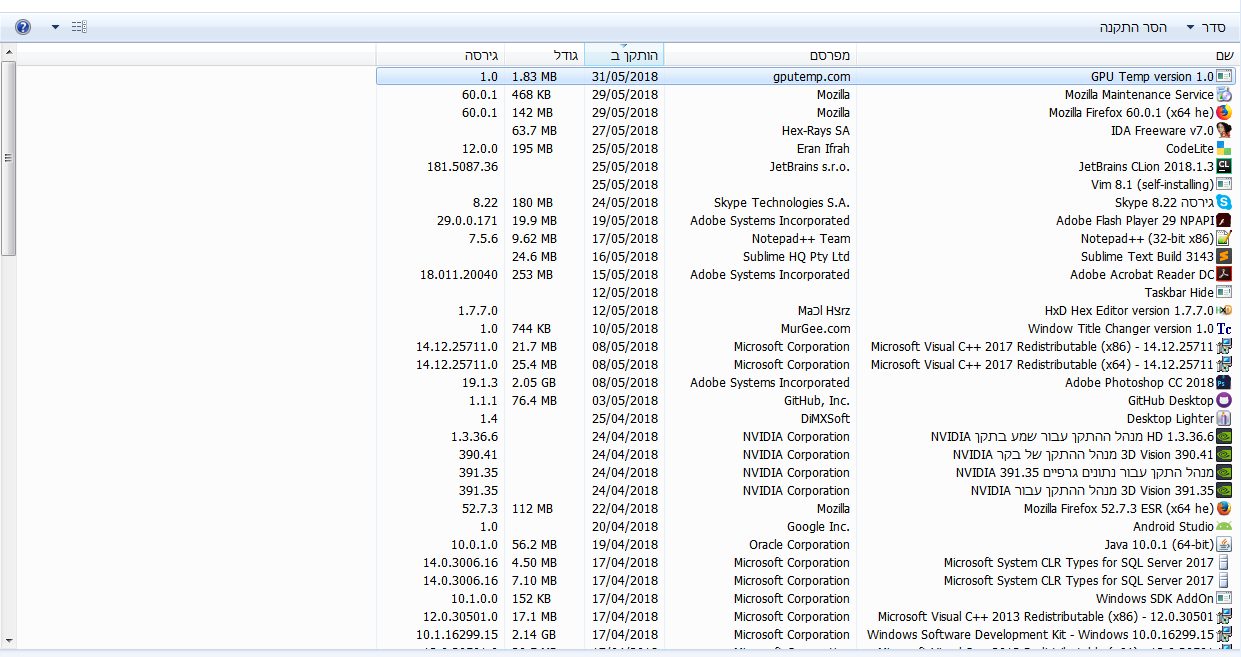 סדר הסר התקנה
שם מפרסם הותקן ב גודל גירסה
GPU Temp version 1.0 gputemp.com 31/05/2018 1.83 MB 1.0
Mozilla Maintenance Service Mozilla 29/05/2018 468 KB 60.0.1
Mozilla Firefox 60.0.1 (x64 he) Mozilla 29/05/2018 142 MB 60.0.1
IDA Freeware v7.0 Hex-Rays SA 27/05/2018 63.7 MB
CodeLite Eran Ifrah 25/05/2018 195 MB 12.0.0
JetBrains CLion 2018.1.3 JetBrains s.r.o. 25/05/2018 181.5087.36
Vim 8.1 (self-installing) 25/05/2018
גירסה 8.22 Skype Skype Technologies S.A. 24/05/2018 180 MB 8.22
Adobe Flash Player 29 NPAPI Adobe Systems Incorporated 19/05/2018 19.9 MB 29.0.0.171
Notepad++ (32-bit x86) Notepad++ Team 17/05/2018 9.62 MB 7.5.6
Sublime Text Build 3143 Sublime HQ Pty Ltd 16/05/2018 24.6 MB
Adobe Acrobat Reader DC Adobe Systems Incorporated 15/05/2018 253 MB 18.011.20040
Taskbar Hide 12/05/2018
HxD Hex Editor version 1.7.7.0 12/05/2018 1.7.7.0
Window Title Changer version 1.0 MurGee.com 10/05/2018 744 KB 1.0
Microsoft Visual C++ 2017 Redistributable (x86) - 14.12.25711 Microsoft Corporation 08/05/2018 21.7 MB 14.12.25711.0
Microsoft Visual C++ 2017 Redistributable (x64) - 14.12.25711 Microsoft Corporation 08/05/2018 25.4 MB 14.12.25711.0
Adobe Photoshop CC 2018 Adobe Systems Incorporated 08/05/2018 2.05 GB 19.1.3
GitHub Desktop GitHub, Inc. 03/05/2018 76.4 MB 1.1.1
Desktop Lighter DiMXSoft 25/04/2018 1.4
HD 1.3.36.6 מנהל ההתקן עבור שמע בתקן NVIDIA NVIDIA Corporation 24/04/2018 1.3.36.6
3D Vision 390.41 מנהל ההתקן של בקר NVIDIA NVIDIA Corporation 24/04/2018 390.41
מנהל התקן עבור נתונים גרפיים NVIDIA 391.35 NVIDIA Corporation 24/04/2018 391.35
3D Vision 391.35 מנהל ההתקן עבור NVIDIA NVIDIA Corporation 24/04/2018 391.35
Mozilla Firefox 52.7.3 ESR (x64 he) Mozilla 22/04/2018 112 MB 52.7.3
Android Studio Google Inc. 20/04/2018 1.0
Java 10.0.1 (64-bit) Oracle Corporation 19/04/2018 56.2 MB 10.0.1.0
Microsoft System CLR Types for SQL Server 2017 Microsoft Corporation 17/04/2018 4.50 MB 14.0.3006.16
Microsoft System CLR Types for SQL Server 2017 Microsoft Corporation 17/04/2018 7.10 MB 14.0.3006.16
Windows SDK AddOn Microsoft Corporation 17/04/2018 152 KB 10.1.0.0
Microsoft Visual C++ 2013 Redistributable (x86) - 12.0.30501 Microsoft Corporation 17/04/2018 17.1 MB 12.0.30501.0
Windows Software Development Kit - Windows 10.0.16299.15 Microsoft Corporation 17/04/2018 2.14 GB 10.1.16299.15